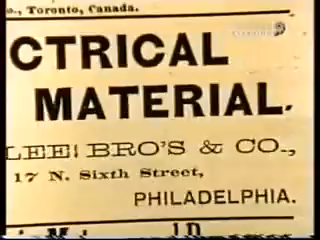 o., Toronto, Canada.
CTRICAL
MATERIAL.
LEE! BRO'S & CO.,
17 N. Sixth Street,
PHILADELPHIA.